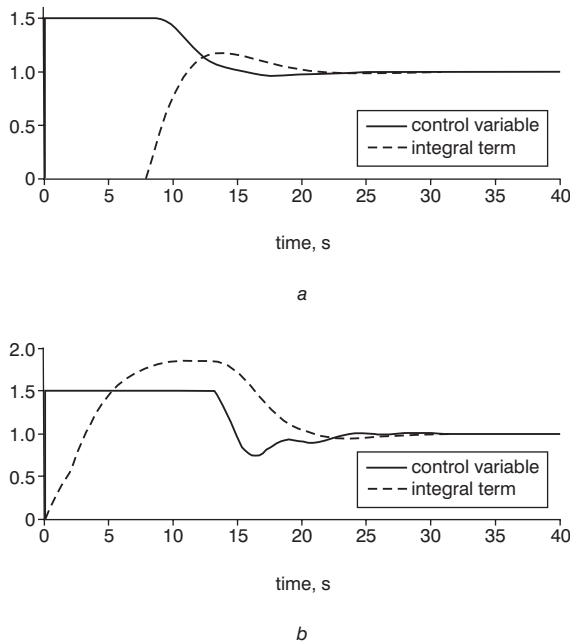 1.5
1.0
0.5
0
0 5 10 15 20 25 30 35 40
control variable
integral term
time, s
a
2.0
1.5
1.0
0.5
0
0 5 10 15 20 25 30 35 40
control variable
integral term
time, s
b